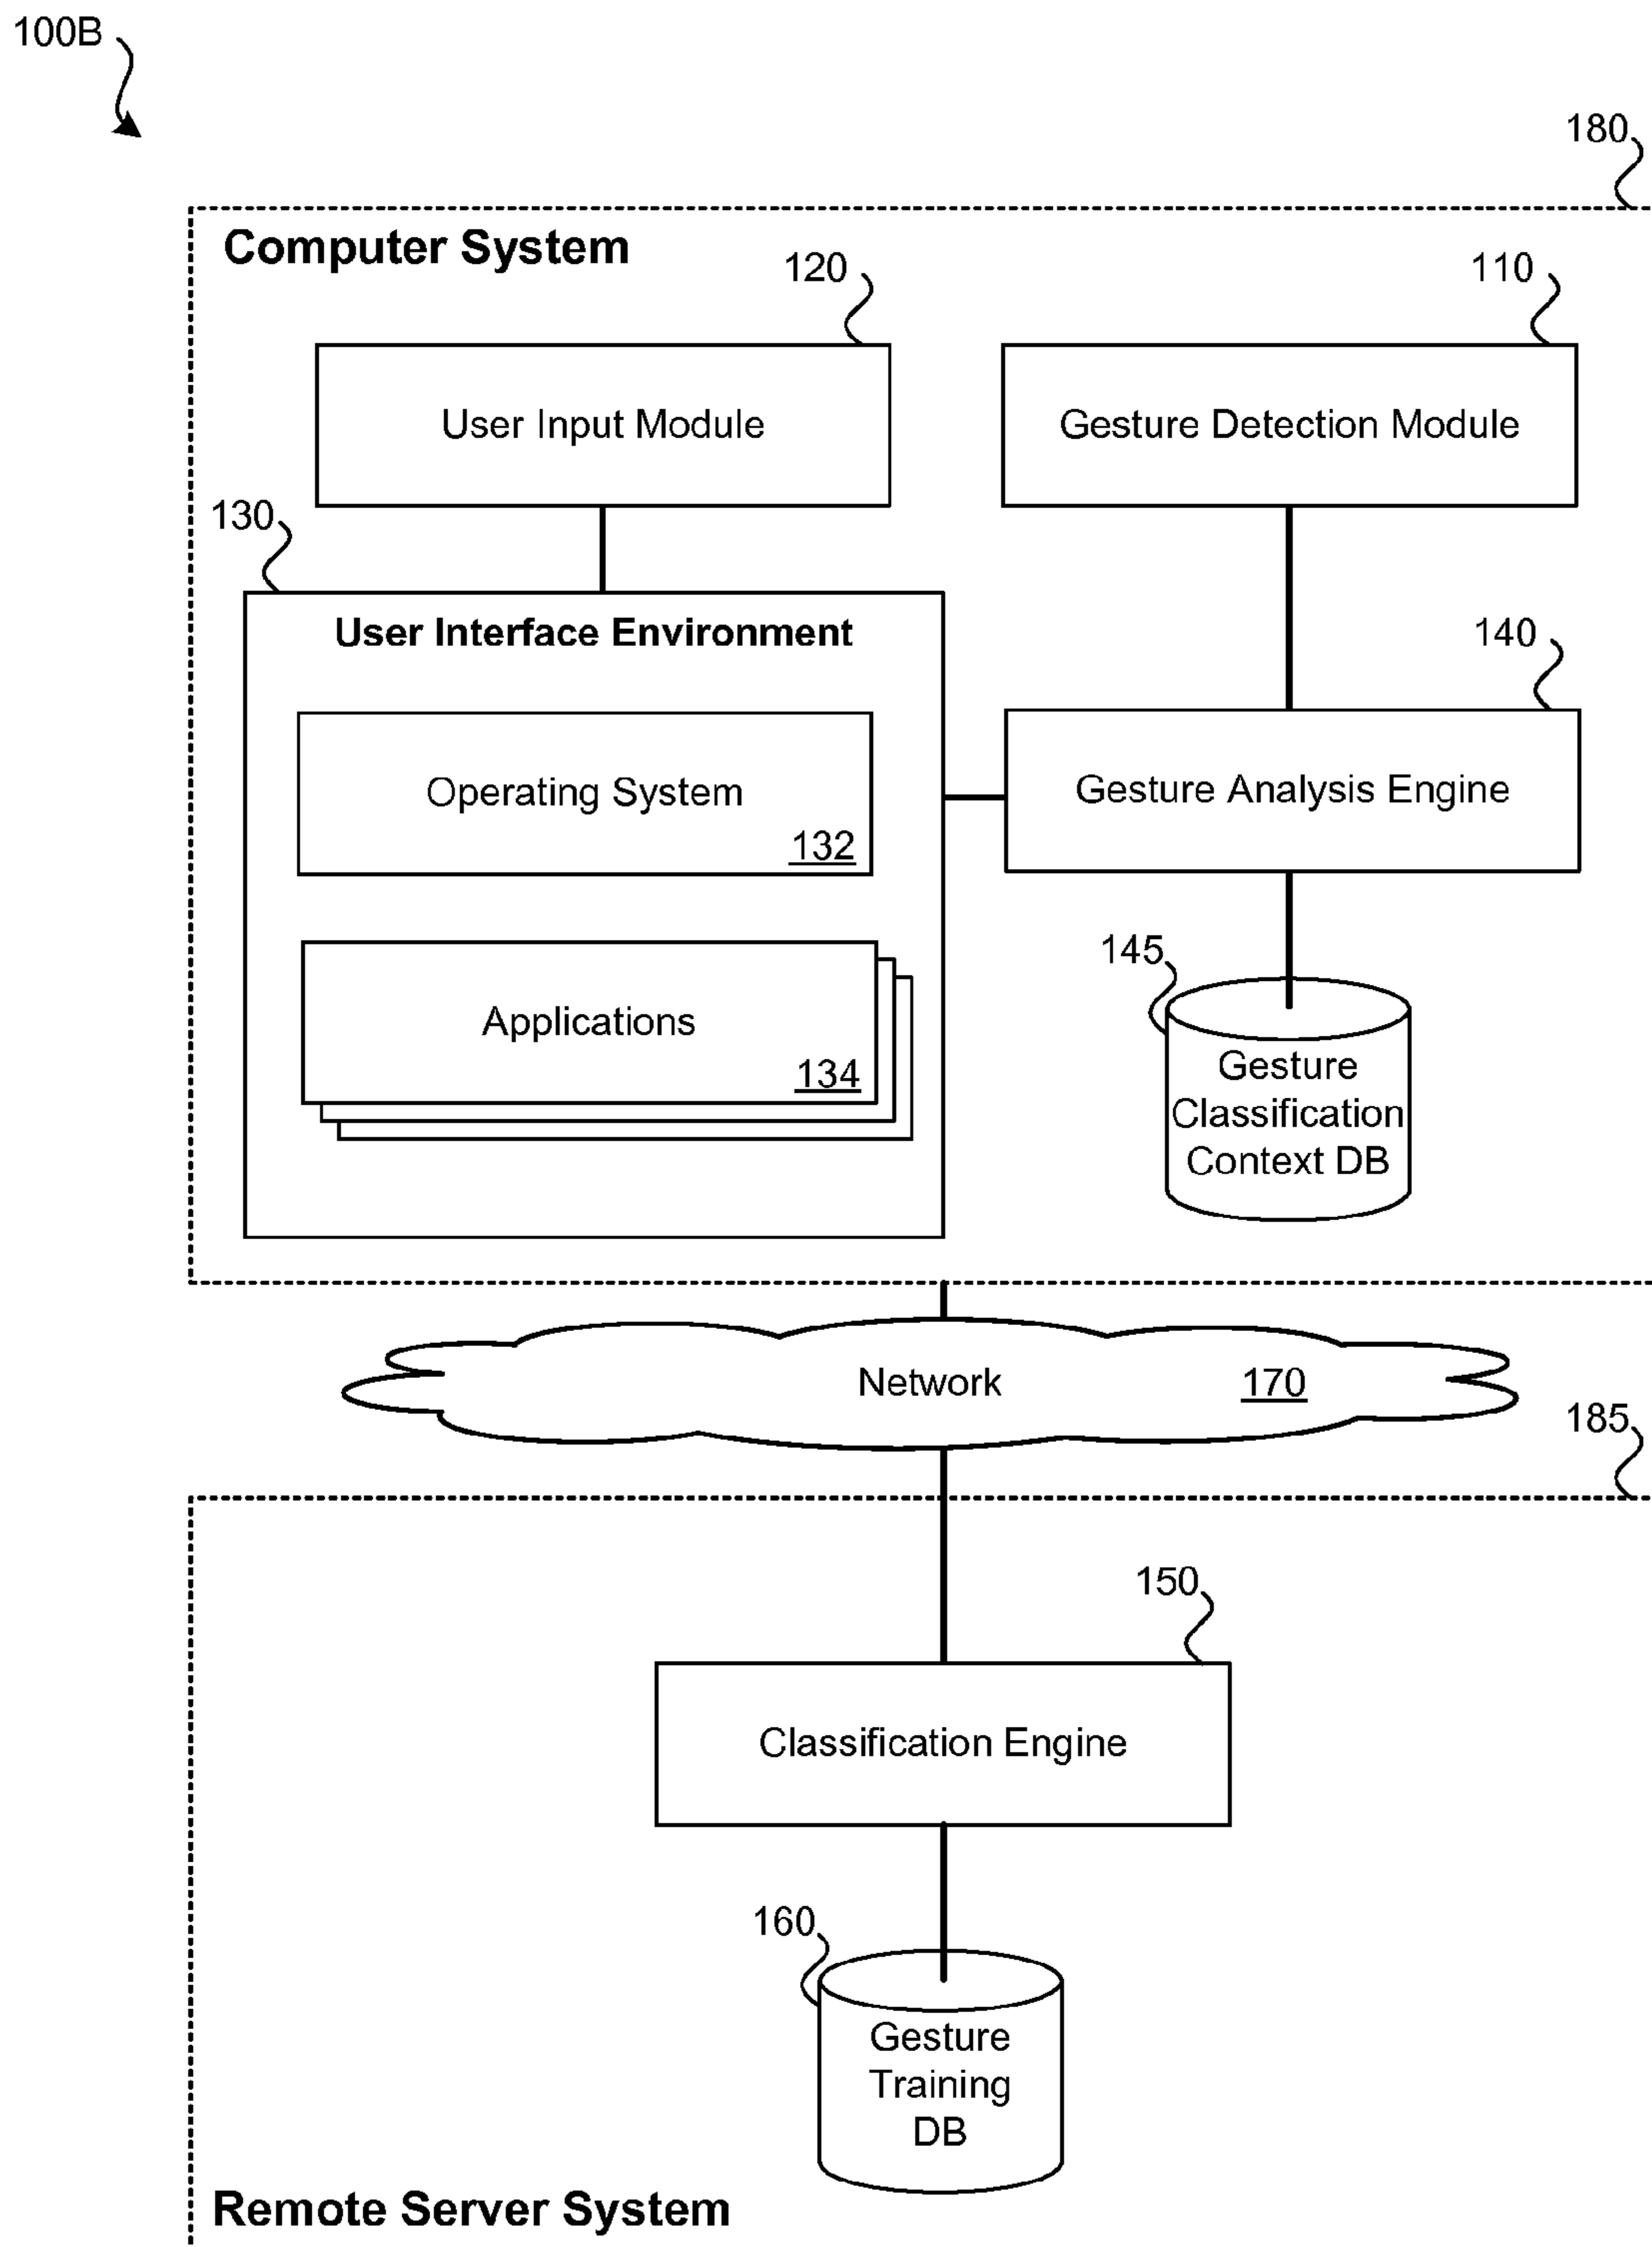 100B
180
Computer System
120
110
User Input Module
Gesture Detection Module
130
User Interface Environment
140
Operating System
132
Gesture Analysis Engine
145
Applications
134
Gesture
Classification
Context DB
Network
170
185
150
Classification Engine
160
Gesture
Training
DB
Remote Server System